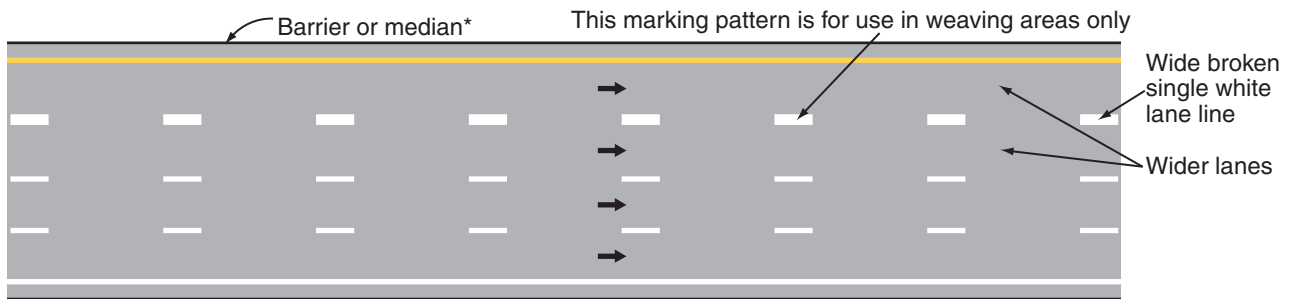 Barrier or median*
This marking pattern is for use in weaving areas only
Wide broken
single white
lane line
Wider lanes